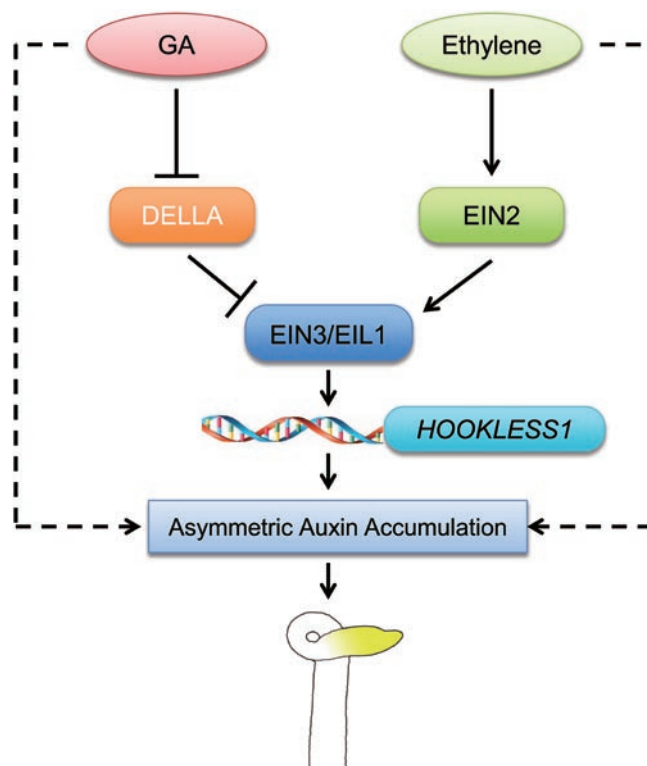 GA
Ethylene
DELLA
EIN2
EIN3/EIL1
HOOKLESS1
Asymmetric Auxin Accumulation